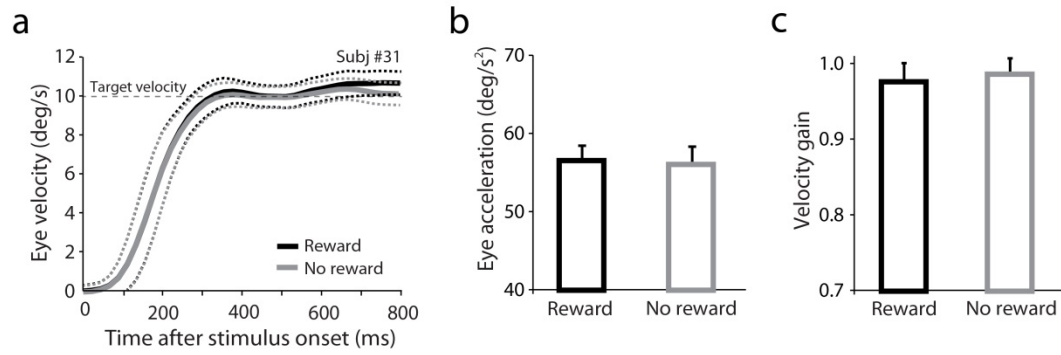 a
Subj #31
Target velocity
Eye velocity (deg/s)
12
10
8
6
4
2
0
Reward
No reward
0 200 400 600 800
Time after stimulus onset (ms)
b
Eye acceleration (deg/s²)
70
60
50
40
Reward No reward
c
Velocity gain
1.0
0.9
0.8
0.7
Reward No reward